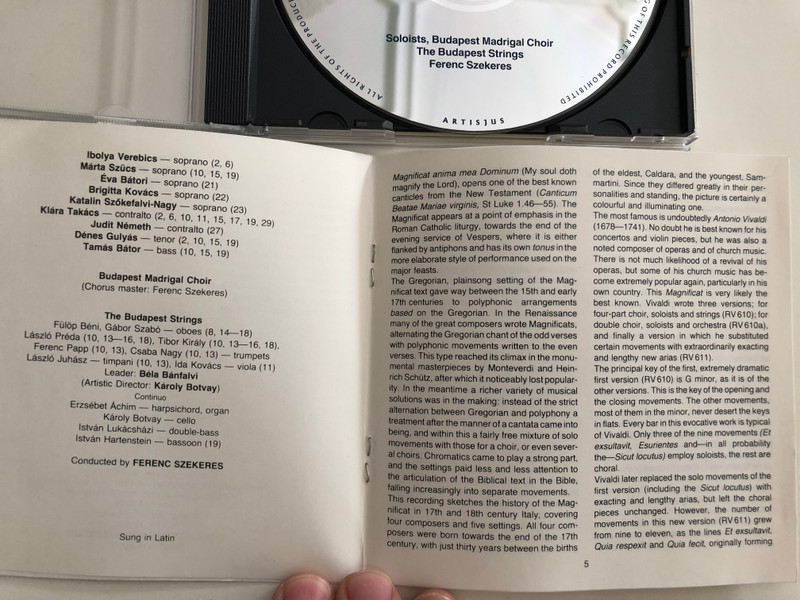 Soloists, Budapest Madrigal Choir
The Budapest Strings
Ferenc Szekeres
ALL RIGHTS OF THE PRODUC
OF THIS RECORD PROHIBITED
ARTISJUS
Ibolya Verebics — soprano (2, 6)
Márta Szűcs — soprano (10, 15, 19)
Éva Bátori — soprano (21)
Brigitta Kovács — soprano (22)
Katalin Szőkefalvi-Nagy — soprano (23)
Klára Takács — contralto (2, 6, 10, 11, 15, 17, 19, 29)
Judit Németh — contralto (27)
Dénes Gulyás — tenor (2, 10, 15, 19)
Tamás Bátor — bass (10, 15, 19)
Budapest Madrigal Choir
(Chorus master: Ferenc Szekeres)
The Budapest Strings
Fülöp Béni, Gábor Szabó — oboes (8, 14—18)
László Préda (10, 13—16, 18), Tibor Király (10, 13—16, 18),
Ferenc Papp (10, 13), Csaba Nagy (10, 13) — trumpets
László Juhász — timpani (10, 13), Ida Kovács — viola (11)
Leader: Béla Bánfalvi
(Artistic Director: Károly Botvay)
Continuo
Erzsébet Áchim — harpsichord, organ
Károly Botvay — cello
István Lukácsházi — double-bass
István Hartenstein — bassoon (19)
Conducted by FERENC SZEKERES
Sung in Latin
Magnificat anima mea Dominum (My soul doth
magnify the Lord), opens one of the best known
canticles from the New Testament (Canticum
Beatae Mariae virginis, St Luke 1.46—55). The
Magnificat appears at a point of emphasis in the
Roman Catholic liturgy, towards the end of the
evening service of Vespers, where it is either
flanked by antiphons and has its own tonus in the
more elaborate style of performance used on the
major feasts.
The Gregorian, plainsong setting of the Mag-
nificat text gave way between the 15th and early
17th centuries to polyphonic arrangements
based on the Gregorian. In the Renaissance
many of the great composers wrote Magnificats,
alternating the Gregorian chant of the odd verses
with polyphonic movements written to the even
verses. This type reached its climax in the monu-
mental masterpieces by Monteverdi and Hein-
rich Schütz, after which it noticeably lost popular-
ity. In the meantime a richer variety of musical
solutions was in the making: instead of the strict
alternation between Gregorian and polyphony a
treatment after the manner of a cantata came into
being, and within this a fairly free mixture of solo
movements with those for a choir, or even sever-
al choirs. Chromatics came to play a strong part,
and the settings paid less and less attention to
the articulation of the Biblical text in the Bible,
falling increasingly into separate movements.
This recording sketches the history of the Mag-
nificat in 17th and 18th century Italy, covering
four composers and five settings. All four com-
posers were born towards the end of the 17th
century, with just thirty years between the births
of the eldest, Caldara, and the youngest, Sam-
martini. Since they differed greatly in their per-
sonalities and standing, the picture is certainly a
colourful and illuminating one.
The most famous is undoubtedly Antonio Vivaldi
(1678—1741). No doubt he is best known for his
concertos and violin pieces, but he was also a
noted composer of opera and of church music.
There is not much likelihood of a revival of his
operas, but some of his church music has be-
come extremely popular again, particularly in his
own country. This Magnificat is very likely the
best known. Vivaldi wrote three versions; for
four-part choir, soloists and strings (RV 610); for
double choir, soloists and orchestra (RV 610a),
and finally a version in which he substituted
certain movements with extraordinarily exacting
and lengthy new arias (RV 611).
The principal key of the first, extremely dramatic
first version (RV 610) is G minor, as it is of the
other versions. This is the key of the opening and
the closing movements. The other movements,
most of them in the minor, never desert the keys
in flats. Every bar in this evocative work is typical
of Vivaldi. Only three of the nine movements (Et
exsultavit, Esurientes and—in all probability
the—Sicut locutus) employ soloists, the rest are
choral.
Vivaldi later replaced the solo movements of the
first version (including the Sicut locutus) with
exacting and lengthy arias, but left the choral
pieces unchanged. However, the number of
movements in this new version (RV 611) grew
from nine to eleven, as the lines Et exsultavit,
Quia respexit and Quia fecit, originally forming
5